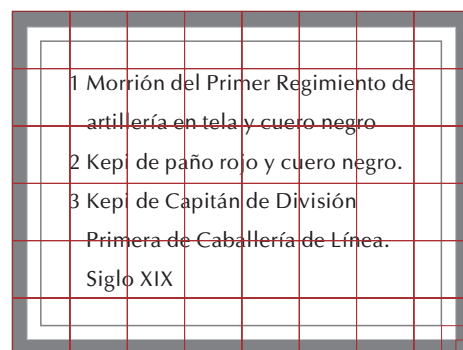 1 Morrión del Primer Regimiento de
artillería en tela y cuero negro
2 Kepi de paño rojo y cuero negro.
3 Kepi de Capitán de División
Primera de Caballería de Línea.
Siglo XIX